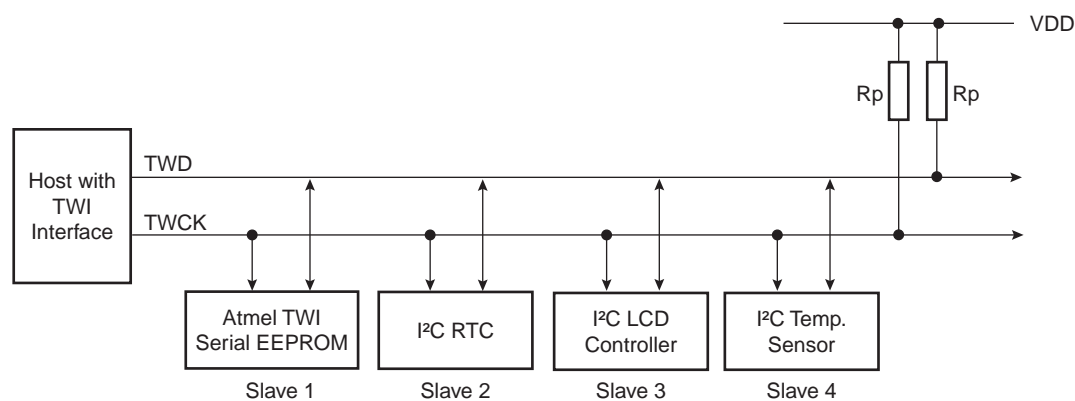 VDD
Rp
Rp
Host with
TWI
Interface
TWD
TWCK
Atmel TWI
Serial EEPROM
Slave 1
I²C RTC
Slave 2
I²C LCD
Controller
Slave 3
I²C Temp.
Sensor
Slave 4